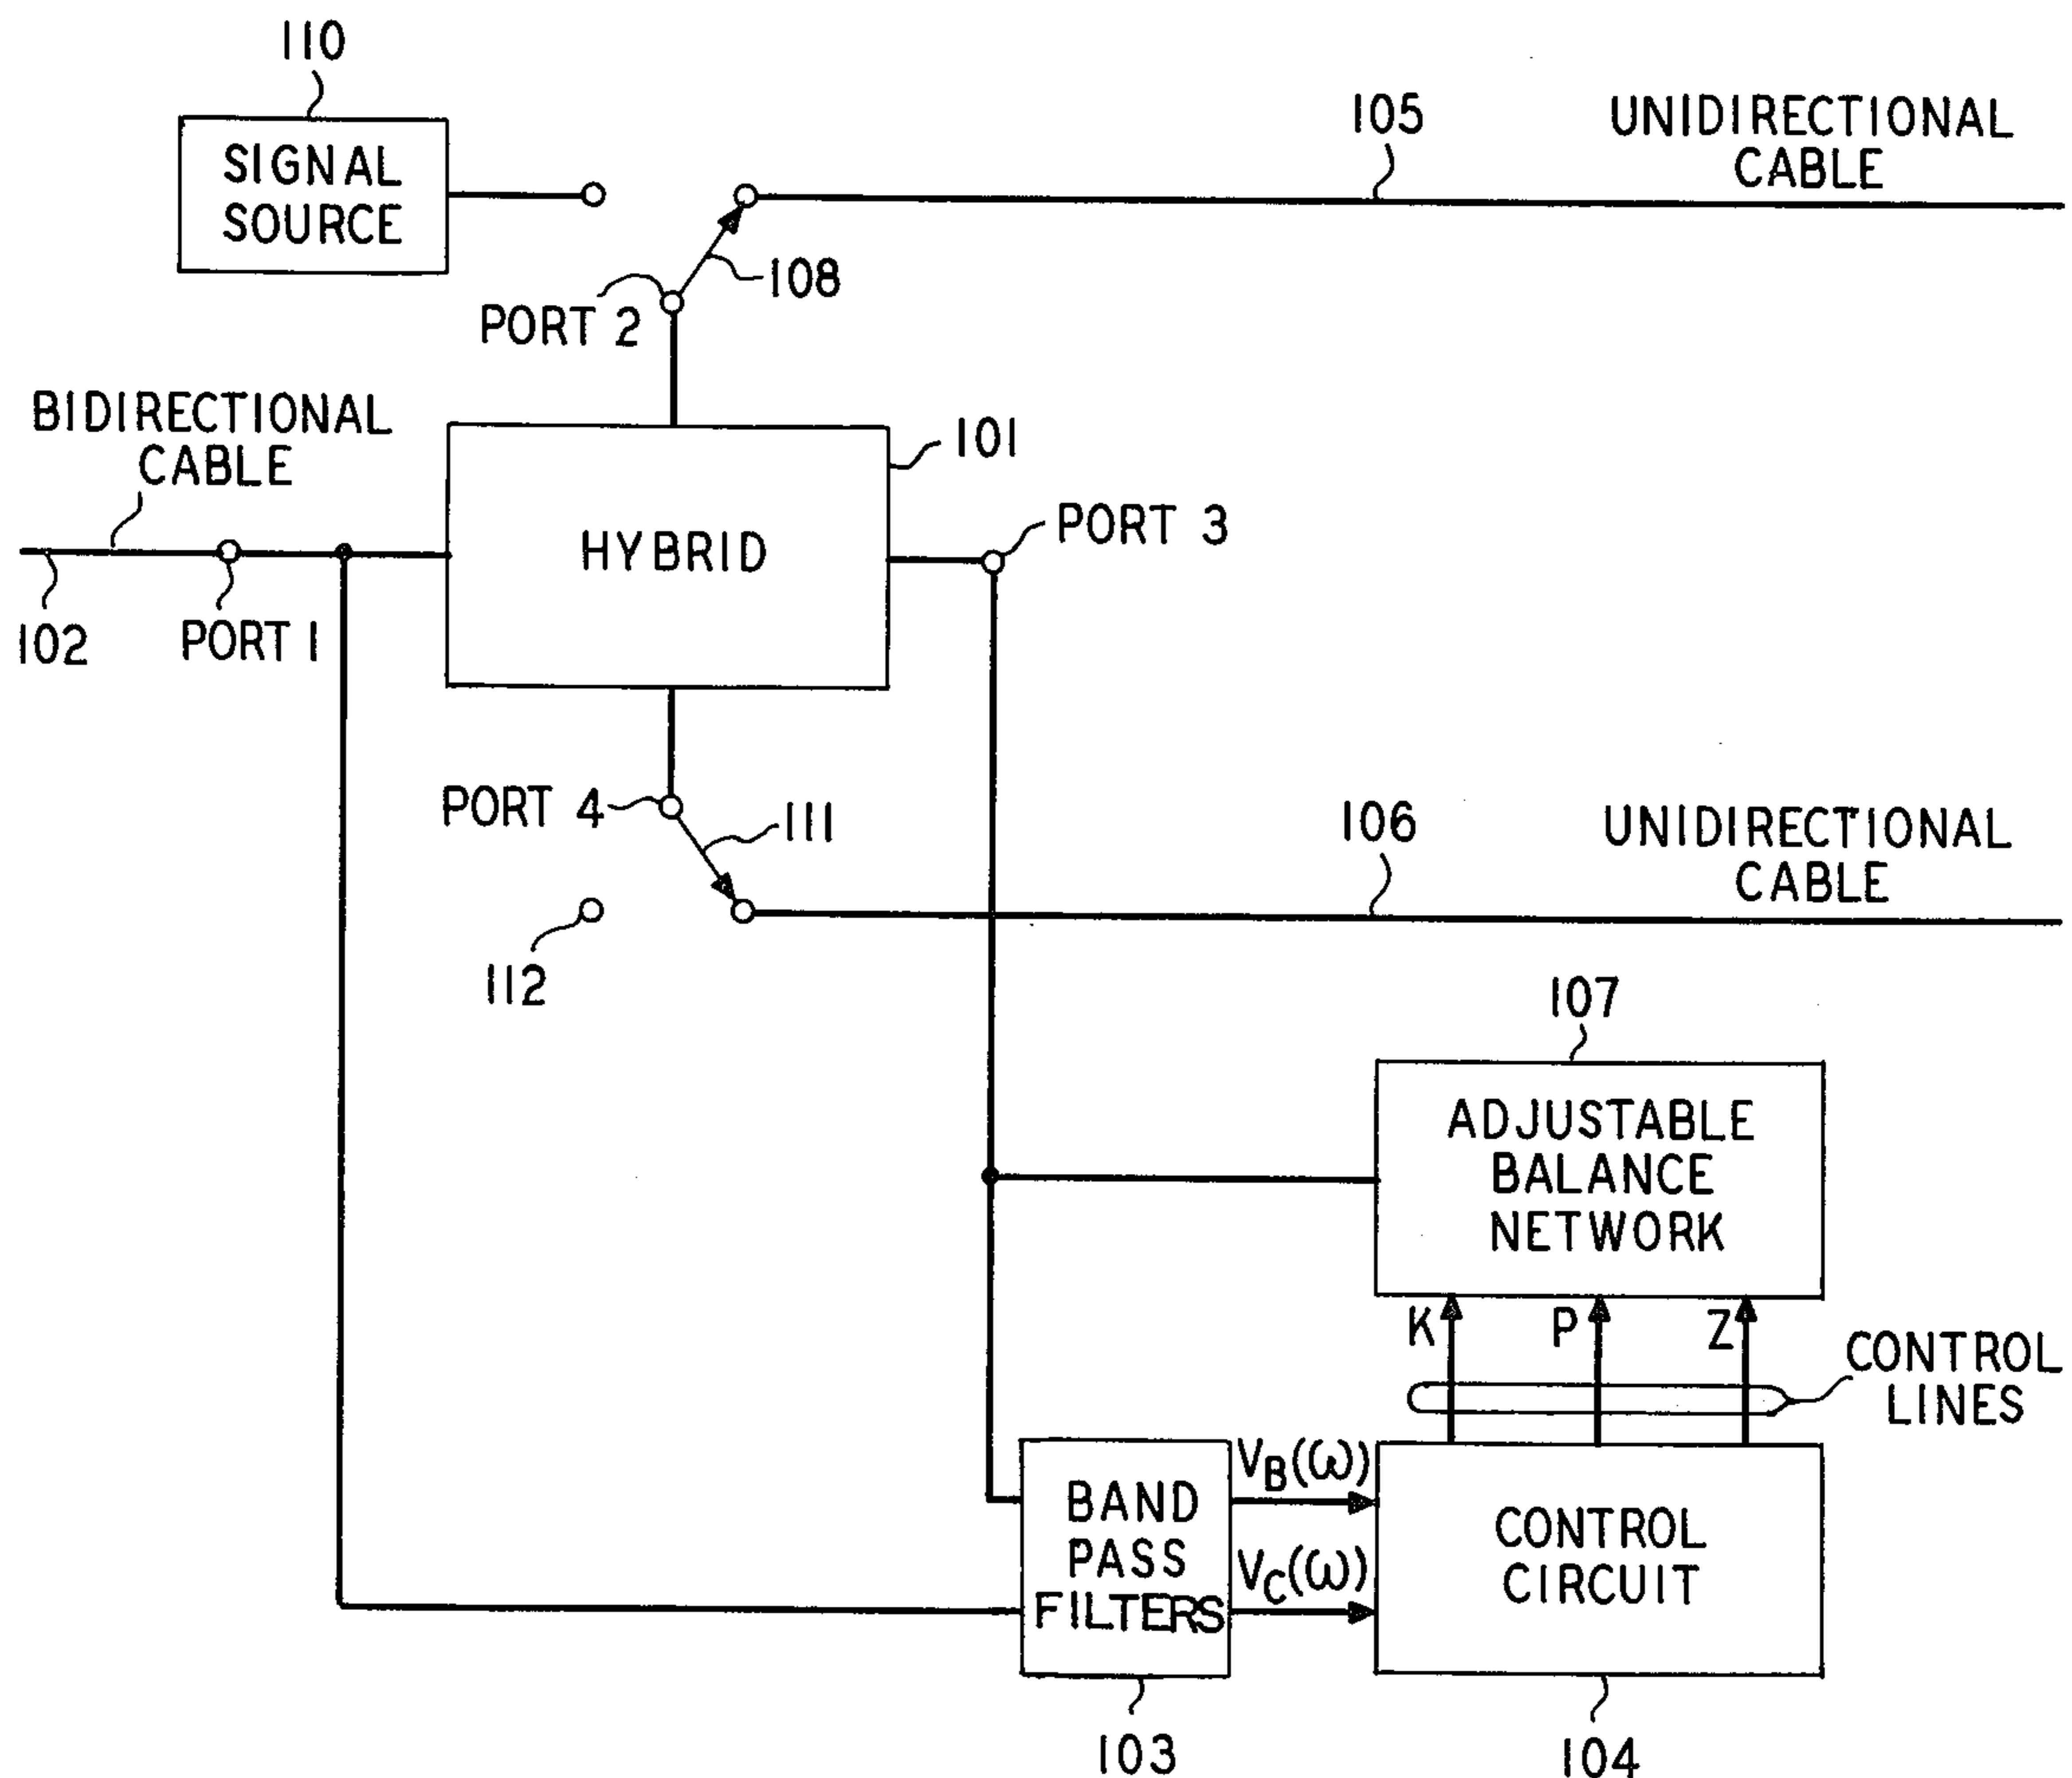 110
SIGNAL
SOURCE
105
UNIDIRECTIONAL
CABLE
108
PORT 2
BIDIRECTIONAL
CABLE
101
HYBRID
PORT 3
102
PORT 1
PORT 4
111
106
UNIDIRECTIONAL
CABLE
112
107
ADJUSTABLE
BALANCE
NETWORK
K
P
Z
CONTROL
LINES
BAND
PASS
FILTERS
VB(ω)
VC(ω)
CONTROL
CIRCUIT
103
104